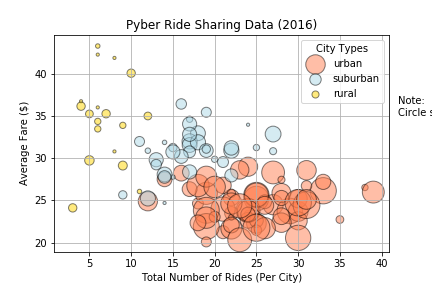 Pyber Ride Sharing Data (2016)
City Types
urban
suburban
rural
Note:
Circle
Average Fare ($)
40
35
30
25
20
5
10
15
20
25
30
35
40
Total Number of Rides (Per City)